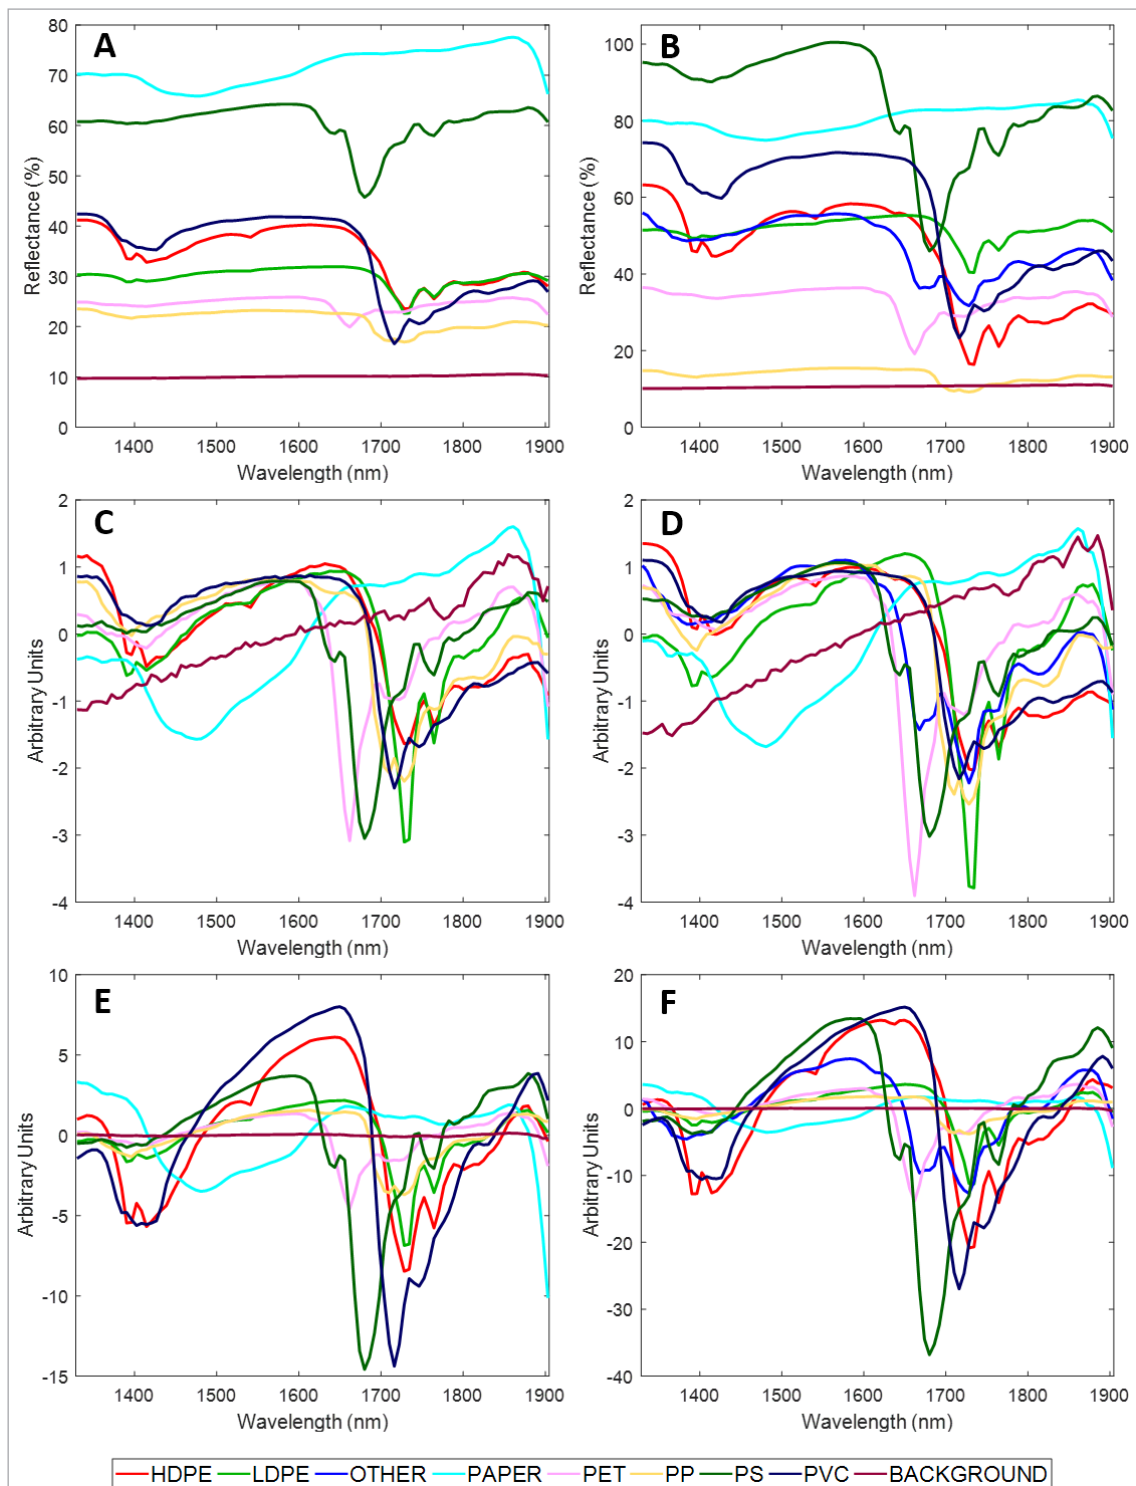 A
80
70
60
50
40
30
20
10
0
Reflectance (%)
1400 1500 1600 1700 1800 1900
Wavelength (nm)
B
100
80
60
40
20
0
Reflectance (%)
1400 1500 1600 1700 1800 1900
Wavelength (nm)
C
2
1
0
-1
-2
-3
-4
Arbitrary Units
1400 1500 1600 1700 1800 1900
Wavelength (nm)
D
2
1
0
-1
-2
-3
-4
Arbitrary Units
1400 1500 1600 1700 1800 1900
Wavelength (nm)
E
10
5
0
-5
-10
-15
Arbitrary Units
1400 1500 1600 1700 1800 1900
Wavelength (nm)
F
20
10
0
-10
-20
-30
-40
Arbitrary Units
1400 1500 1600 1700 1800 1900
Wavelength (nm)
HDPE LDPE OTHER PAPER PET PP PS PVC BACKGROUND